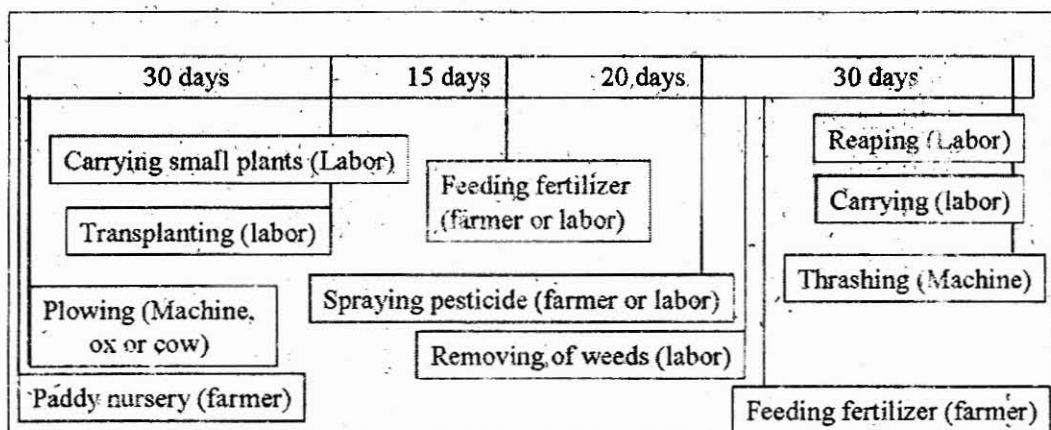 30 days
15 days
20 days
30 days
Carrying small plants (Labor)
Transplanting (labor)
Plowing (Machine,
ox or cow)
Paddy nursery (farmer)
Feeding fertilizer
(farmer or labor)
Spraying pesticide (farmer or labor)
Removing of weeds (labor)
Reaping (Labor)
Carrying (labor)
Thrashing (Machine)
Feeding fertilizer (farmer)